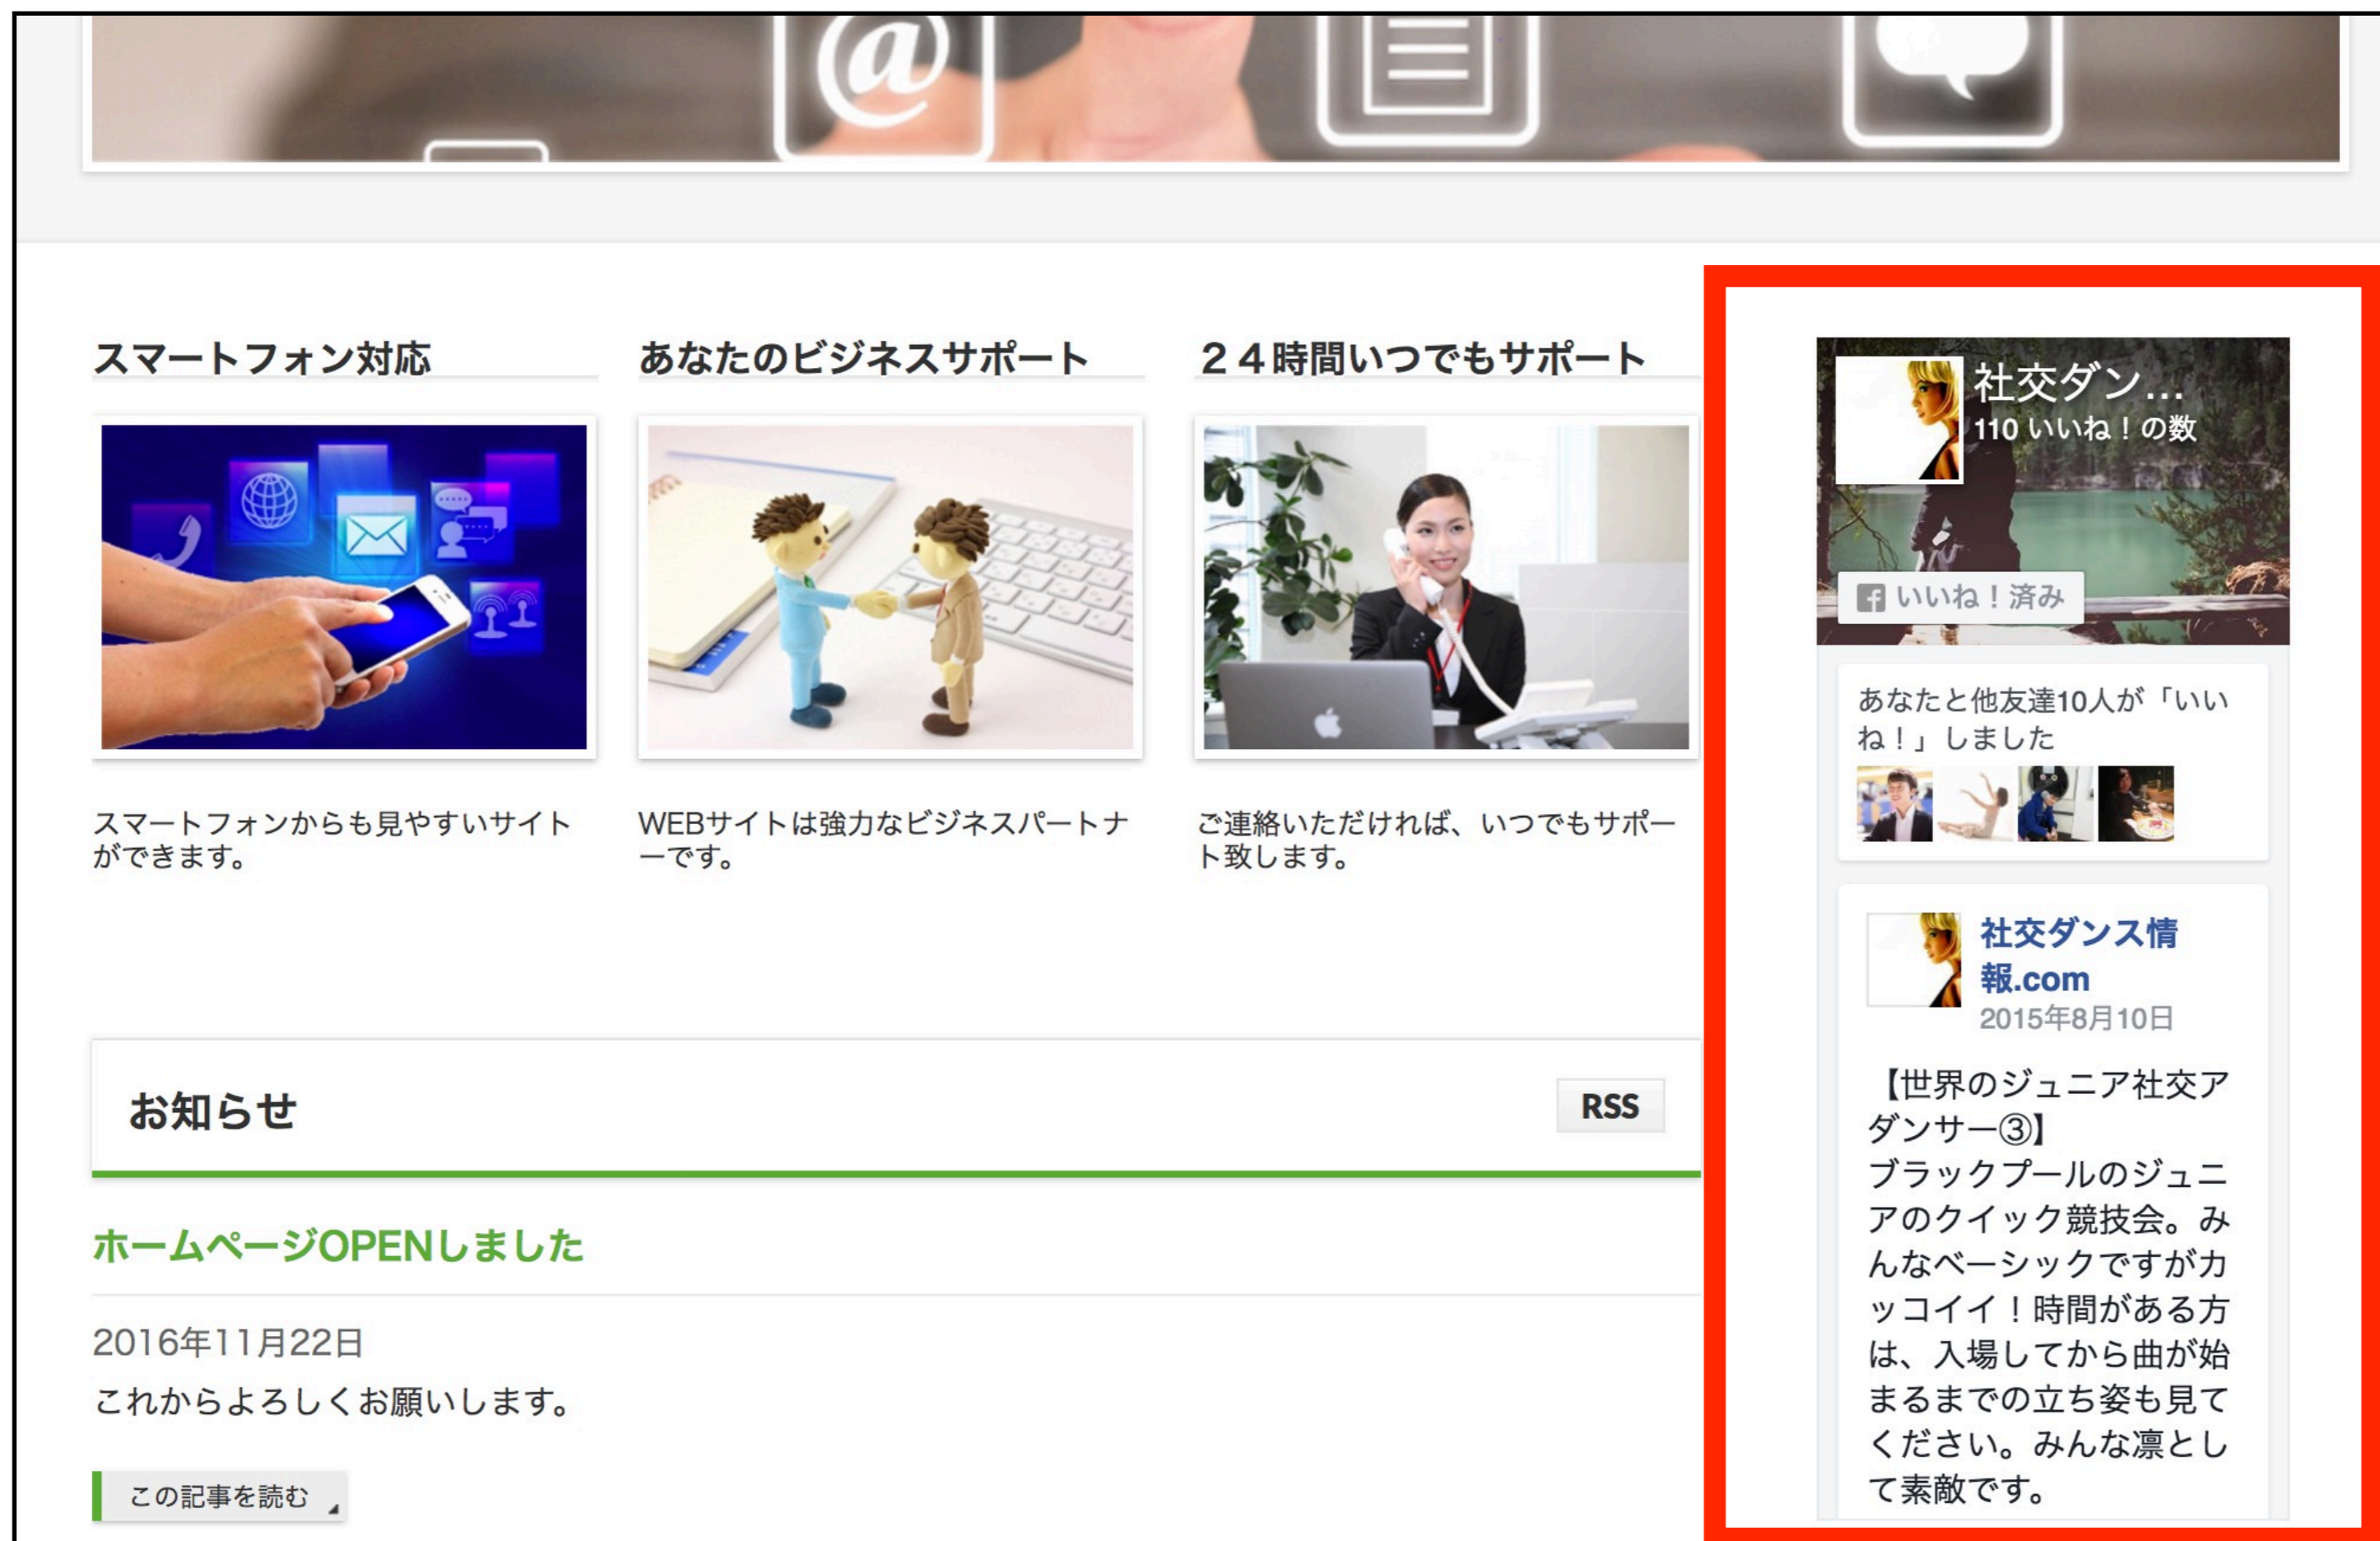 @
スマートフォン対応
スマートフォンからも見やすいサイト
ができます。
あなたのビジネスサポート
WEBサイトは強力なビジネスパートナ
ーです。
２４時間いつでもサポート
ご連絡いただければ、いつでもサポー
ト致します。
お知らせ
RSS
ホームページOPENしました
2016年11月22日
これからよろしくお願いします。
この記事を読む
社交ダン...
110 いいね！の数
いいね！済み
あなたと他友達10人が「いい
ね！」しました
社交ダンス情
報.com
2015年8月10日
【世界のジュニア社交ア
ダンサー③】
ブラックプールのジュニ
アのクイック競技会。み
んなベーシックですがカ
ッコイイ！時間がある方
は、入場してから曲が始
まるまでの立ち姿も見て
ください。みんな凛とし
て素敵です。